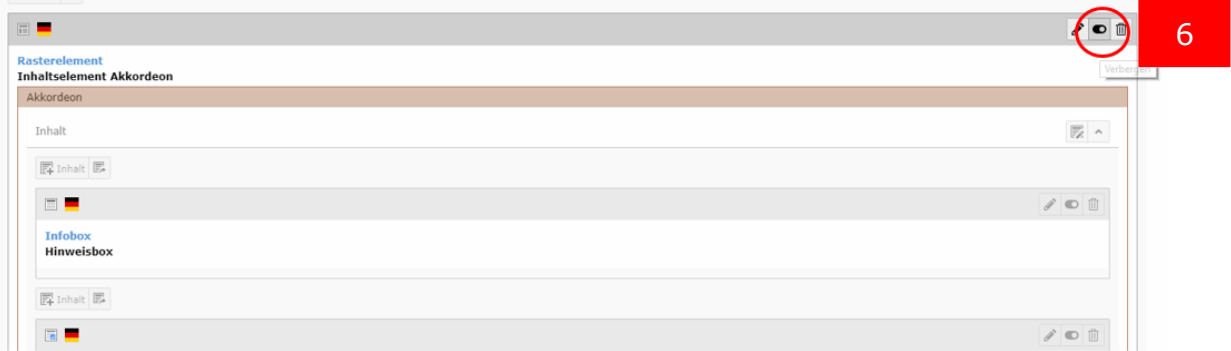 6
Rasterelement
Verbergen
Inhaltselement Akkordeon
Akkordeon
Inhalt
Inhalt
Infobox
Hinweisbox
Inhalt